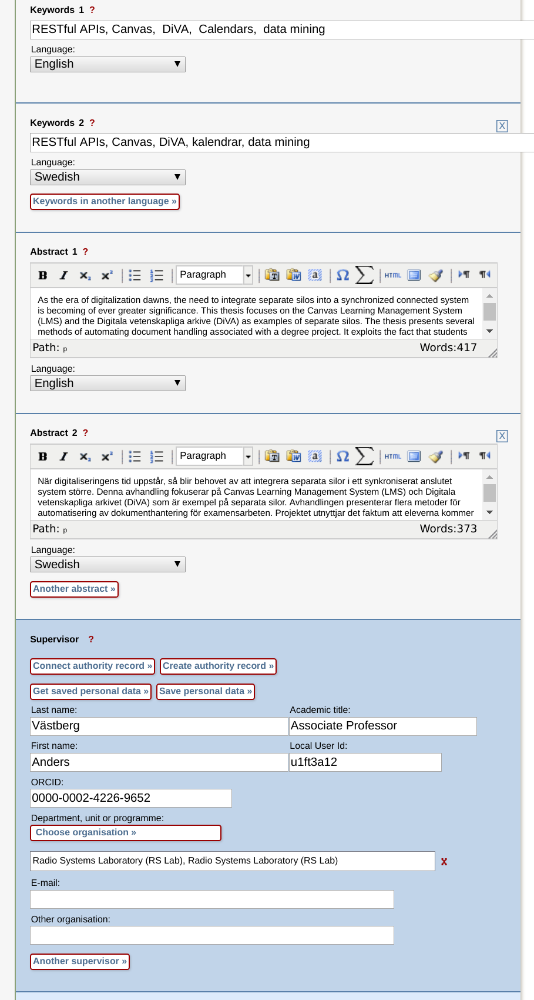 Keywords 1 ?
RESTful APIs, Canvas,  DiVA,  Calendars,  data mining
Language:
English ▼
Keywords 2 ?
X
RESTful APIs, Canvas, DiVA, kalendrar, data mining
Language:
Swedish ▼
Keywords in another language »
Abstract 1 ?
B I x₂ x² Paragraph T W a Ω ∑ HTML ¶ ¶
As the era of digitalization dawns, the need to integrate separate silos into a synchronized connected system
is becoming of ever greater significance. This thesis focuses on the Canvas Learning Management System
(LMS) and the Digitala vetenskapliga arkive (DiVA) as examples of separate silos. The thesis presents several
methods of automating document handling associated with a degree project. It exploits the fact that students
Path: p Words:417
Language:
English ▼
Abstract 2 ?
X
B I x₂ x² Paragraph T W a Ω ∑ HTML ¶ ¶
När digitaliseringens tid uppstår, så blir behovet av att integrera separata silor i ett synkroniserat anslutet
system större. Denna avhandling fokuserar på Canvas Learning Management System (LMS) och Digitala
vetenskapliga arkivet (DiVA) som är exempel på separata silor. Avhandlingen presenterar flera metoder för
automatisering av dokumenthantering för examensarbeten. Projektet utnyttjar det faktum att eleverna kommer
Path: p Words:373
Language:
Swedish ▼
Another abstract »
Supervisor ?
Connect authority record » Create authority record »
Get saved personal data » Save personal data »
Last name: Academic title:
Västberg Associate Professor
First name: Local User Id:
Anders u1ft3a12
ORCID:
0000-0002-4226-9652
Department, unit or programme:
Choose organisation »
Radio Systems Laboratory (RS Lab), Radio Systems Laboratory (RS Lab) x
E-mail:
Other organisation:
Another supervisor »